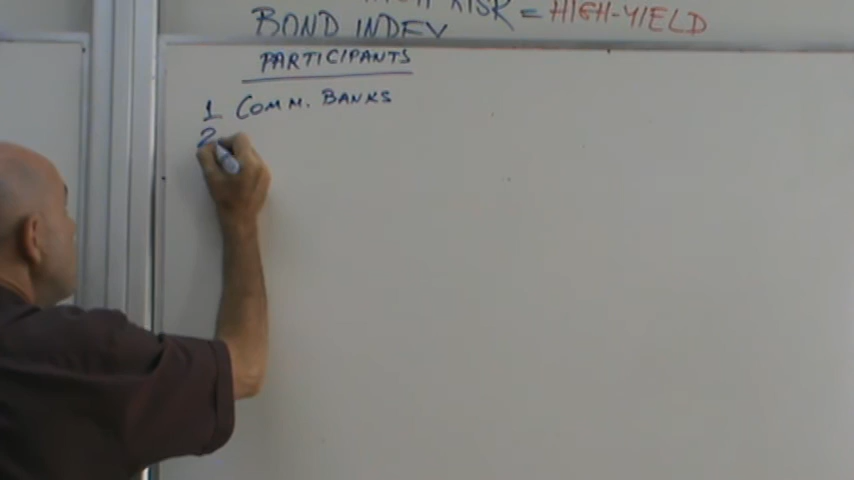 RISK = HIGH-YIELD
BOND INDEX
PARTICIPANTS
1 COMM. BANKS
2